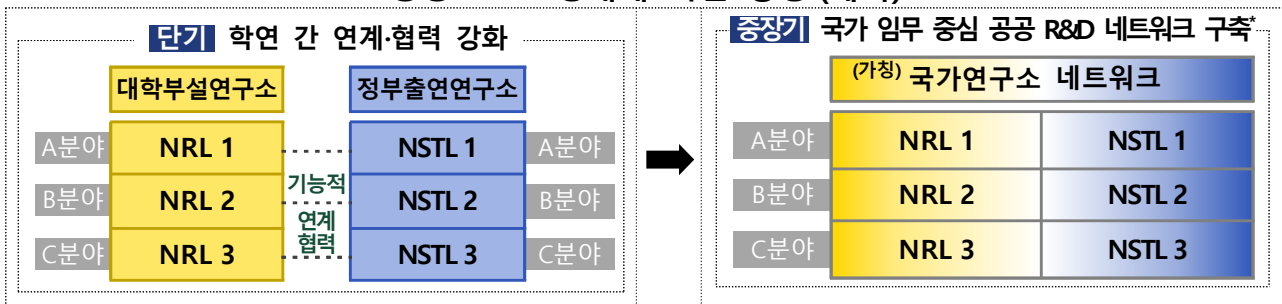 단기 학연 간 연계·협력 강화
대학부설연구소
정부출연연구소
A분야 NRL 1 NSTL 1 A분야
기능적
B분야 NRL 2 NSTL 2 B분야
연계
협력
C분야 NRL 3 NSTL 3 C분야
중장기 국가 임무 중심 공공 R&D 네트워크 구축*
(가칭) 국가연구소 네트워크
A분야 NRL 1 NSTL 1
B분야 NRL 2 NSTL 2
C분야 NRL 3 NSTL 3